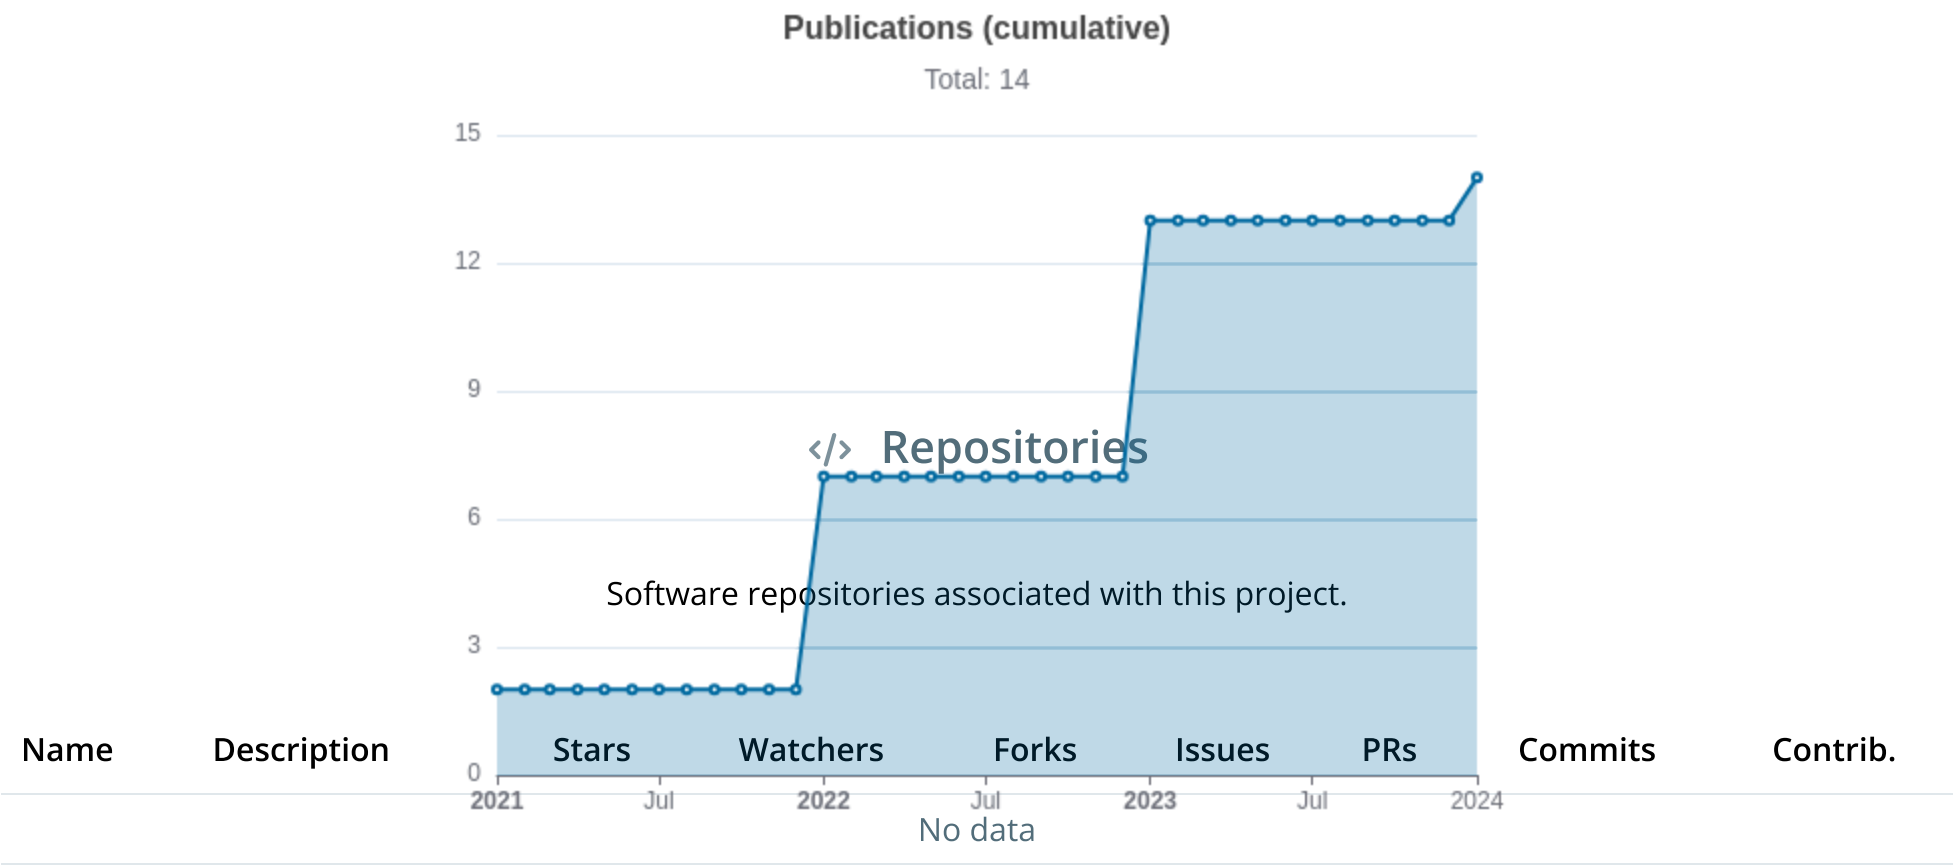 Publications (cumulative)
Total: 14
15
12
9
</> Repositories
6
Software repositories associated with this project.
3
Name Description Stars Watchers Forks Issues PRs Commits Contrib.
0
2021 Jul 2022 Jul 2023 Jul 2024
No data